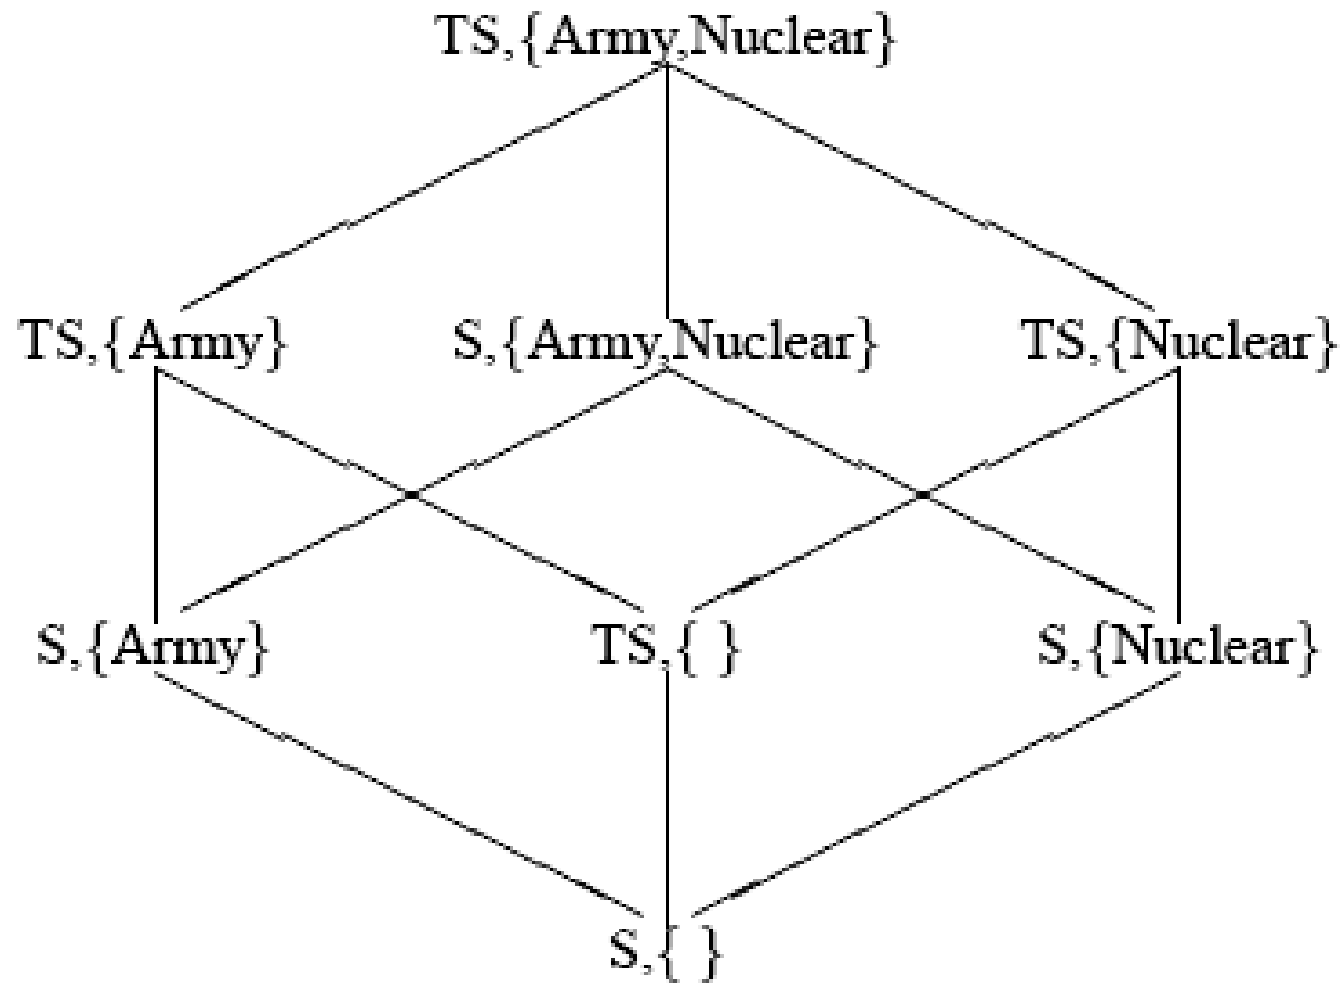 TS,{Army,Nuclear}
TS,{Army} S,{Army,Nuclear} TS,{Nuclear}
S,{Army} TS,{ } S,{Nuclear}
S,{ }